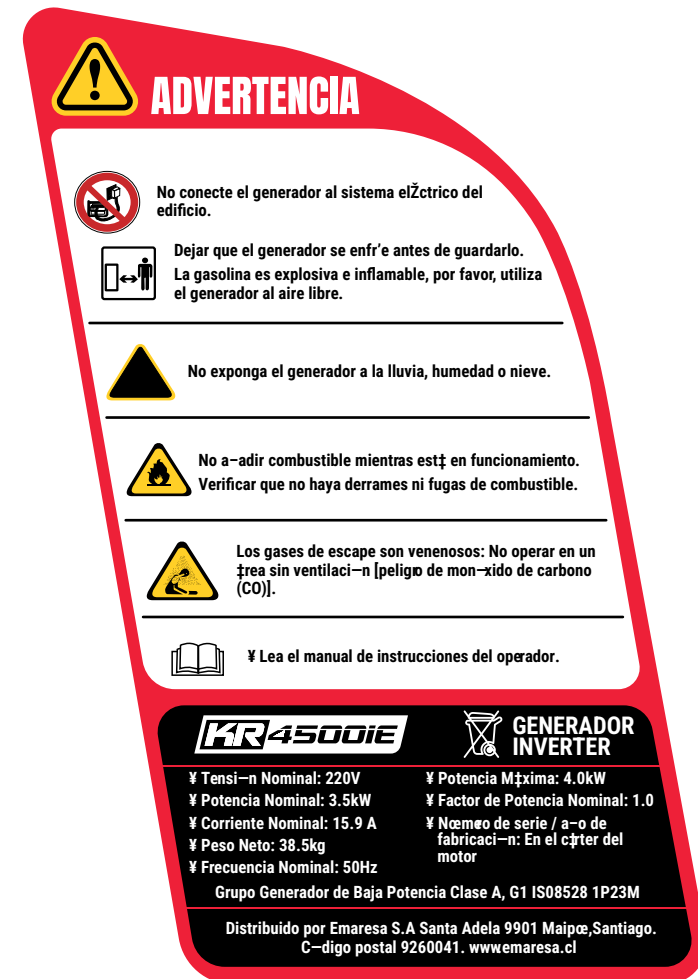 ADVERTENCIA
No conecte el generador al sistema elŽctrico del
edificio.
Dejar que el generador se enfr’e antes de guardarlo.
La gasolina es explosiva e inflamable, por favor, utiliza
el generador al aire libre.
No exponga el generador a la lluvia, humedad o nieve.
No a–adir combustible mientras est‡ en funcionamiento.
Verificar que no haya derrames ni fugas de combustible.
Los gases de escape son venenosos: No operar en un
‡rea sin ventilaci—n [peligro de mon—xido de carbono
(CO)].
¥ Lea el manual de instrucciones del operador.
KR 4500iE
GENERADOR
INVERTER
¥ Tensi—n Nominal: 220V
¥ Potencia Nominal: 3.5kW
¥ Corriente Nominal: 15.9 A
¥ Peso Neto: 38.5kg
¥ Frecuencia Nominal: 50Hz
¥ Potencia M‡xima: 4.0kW
¥ Factor de Potencia Nominal: 1.0
¥ Nœmero de serie / a–o de
fabricaci—n: En el c‡rter del
motor
Grupo Generador de Baja Potencia Clase A, G1 IS08528 1P23M
Distribuido por Emaresa S.A Santa Adela 9901 Maipœ,Santiago.
C—digo postal 9260041. www.emaresa.cl